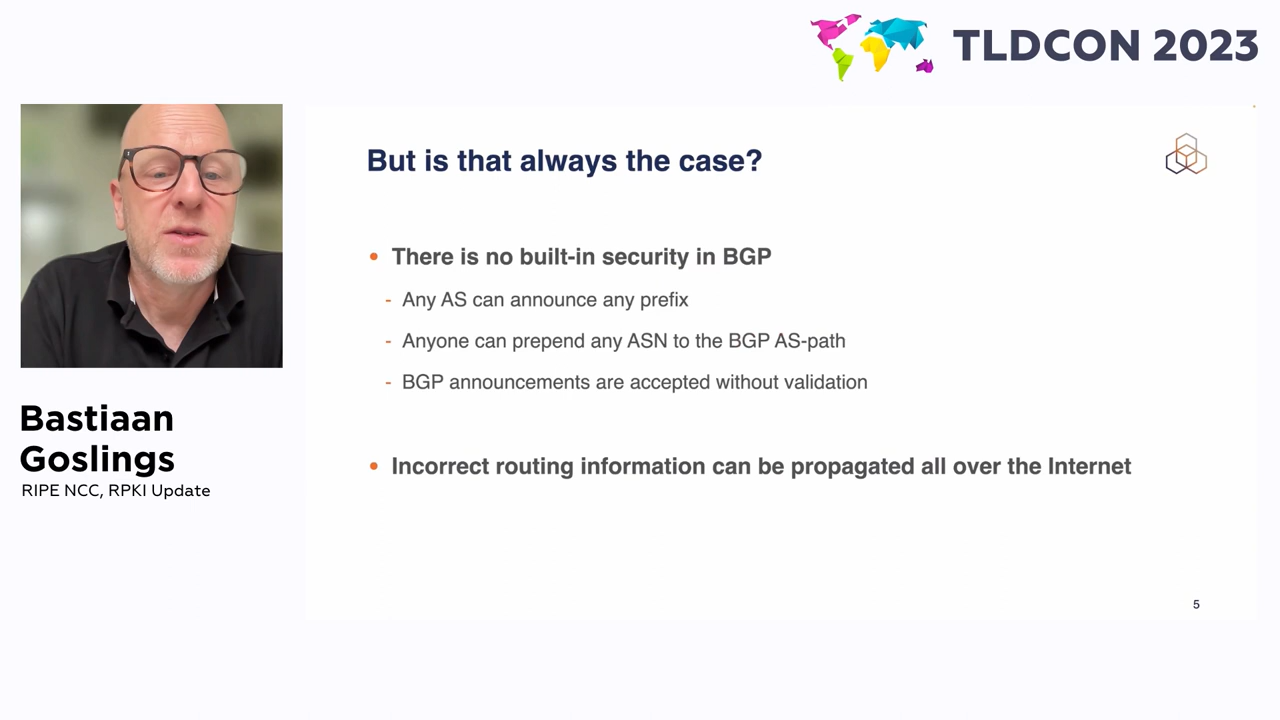 TLDCON 2023
But is that always the case?
• There is no built-in security in BGP
- Any AS can announce any prefix
- Anyone can prepend any ASN to the BGP AS-path
- BGP announcements are accepted without validation
• Incorrect routing information can be propagated all over the Internet
5
Bastiaan
Goslings
RIPE NCC, RPKI Update